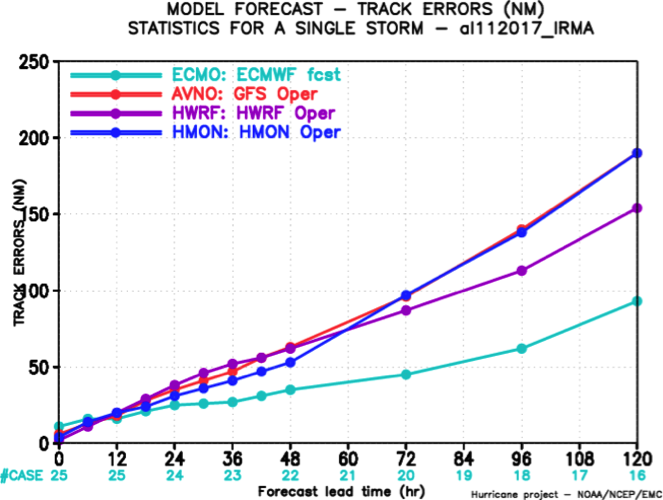 MODEL FORECAST – TRACK ERRORS (NM)
STATISTICS FOR A SINGLE STORM – al112017_IRMA
ECMO: ECMWF fcst
AVNO: GFS Oper
HWRF: HWRF Oper
HMON: HMON Oper
TRACK ERRORS (NM)
250
200
150
100
50
0
0 12 24 36 48 60 72 84 96 108 120
#CASE 25 25 24 23 22 21 20 19 18 17 16
Forecast lead time (hr)
Hurricane project – NOAA/NCEP/EMC